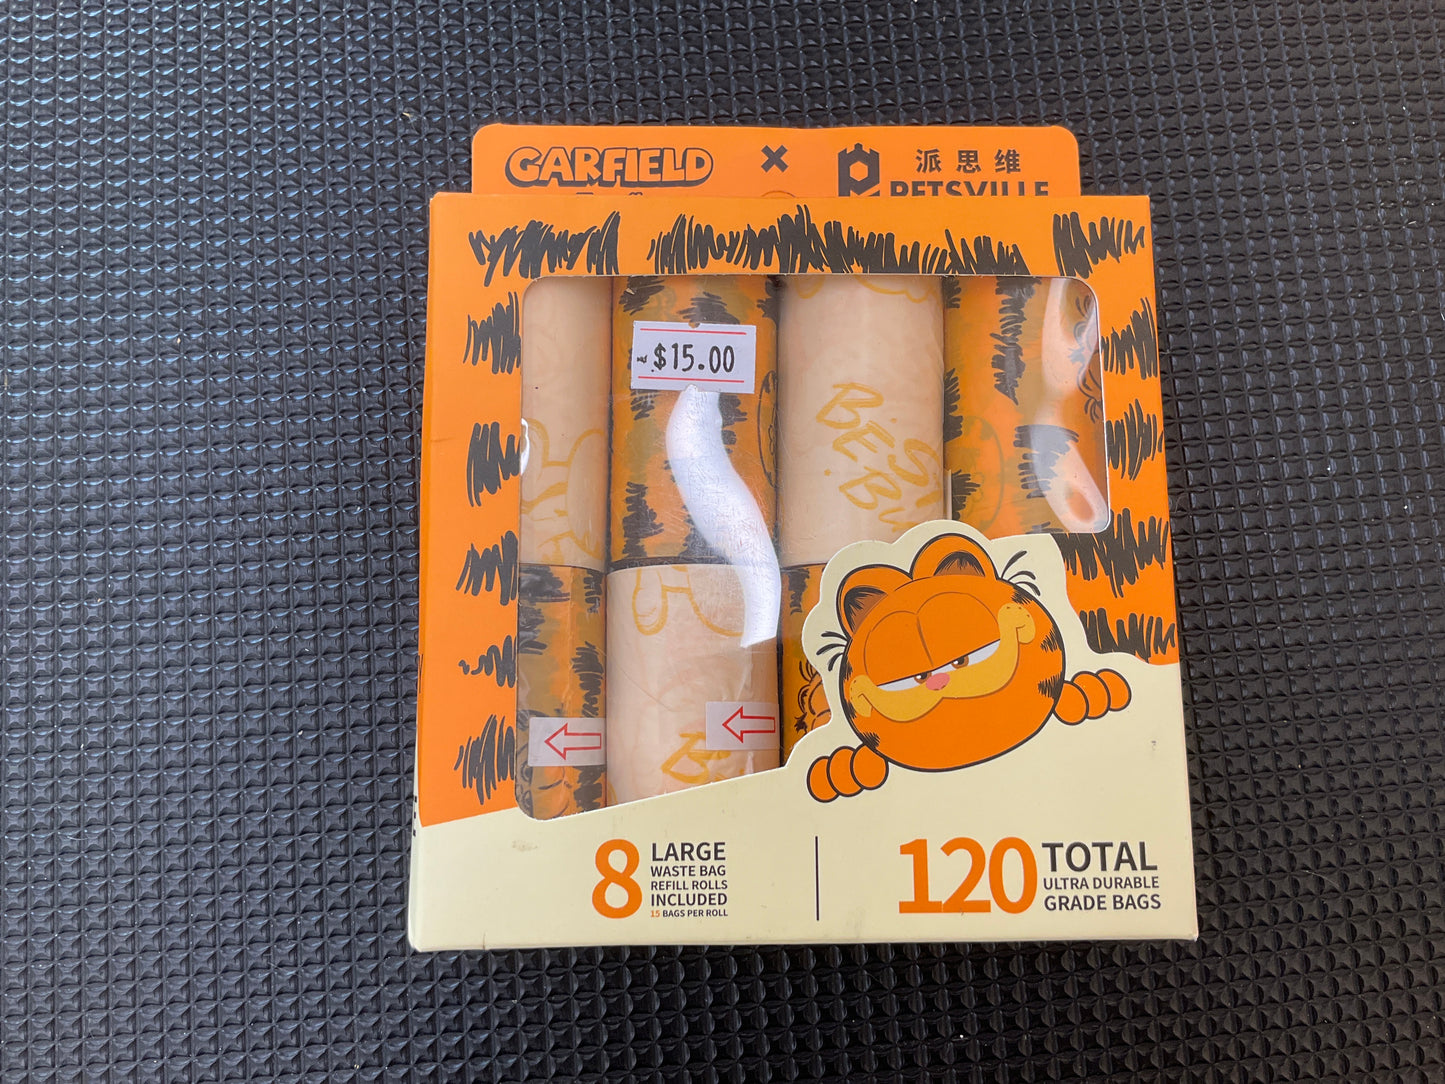 GARFIELD × 派思维
PETSVILLE
$15.00
BEST
8 LARGE
WASTE BAG
REFILL ROLLS
INCLUDED
15 BAGS PER ROLL
120 TOTAL
ULTRA DURABLE
GRADE BAGS